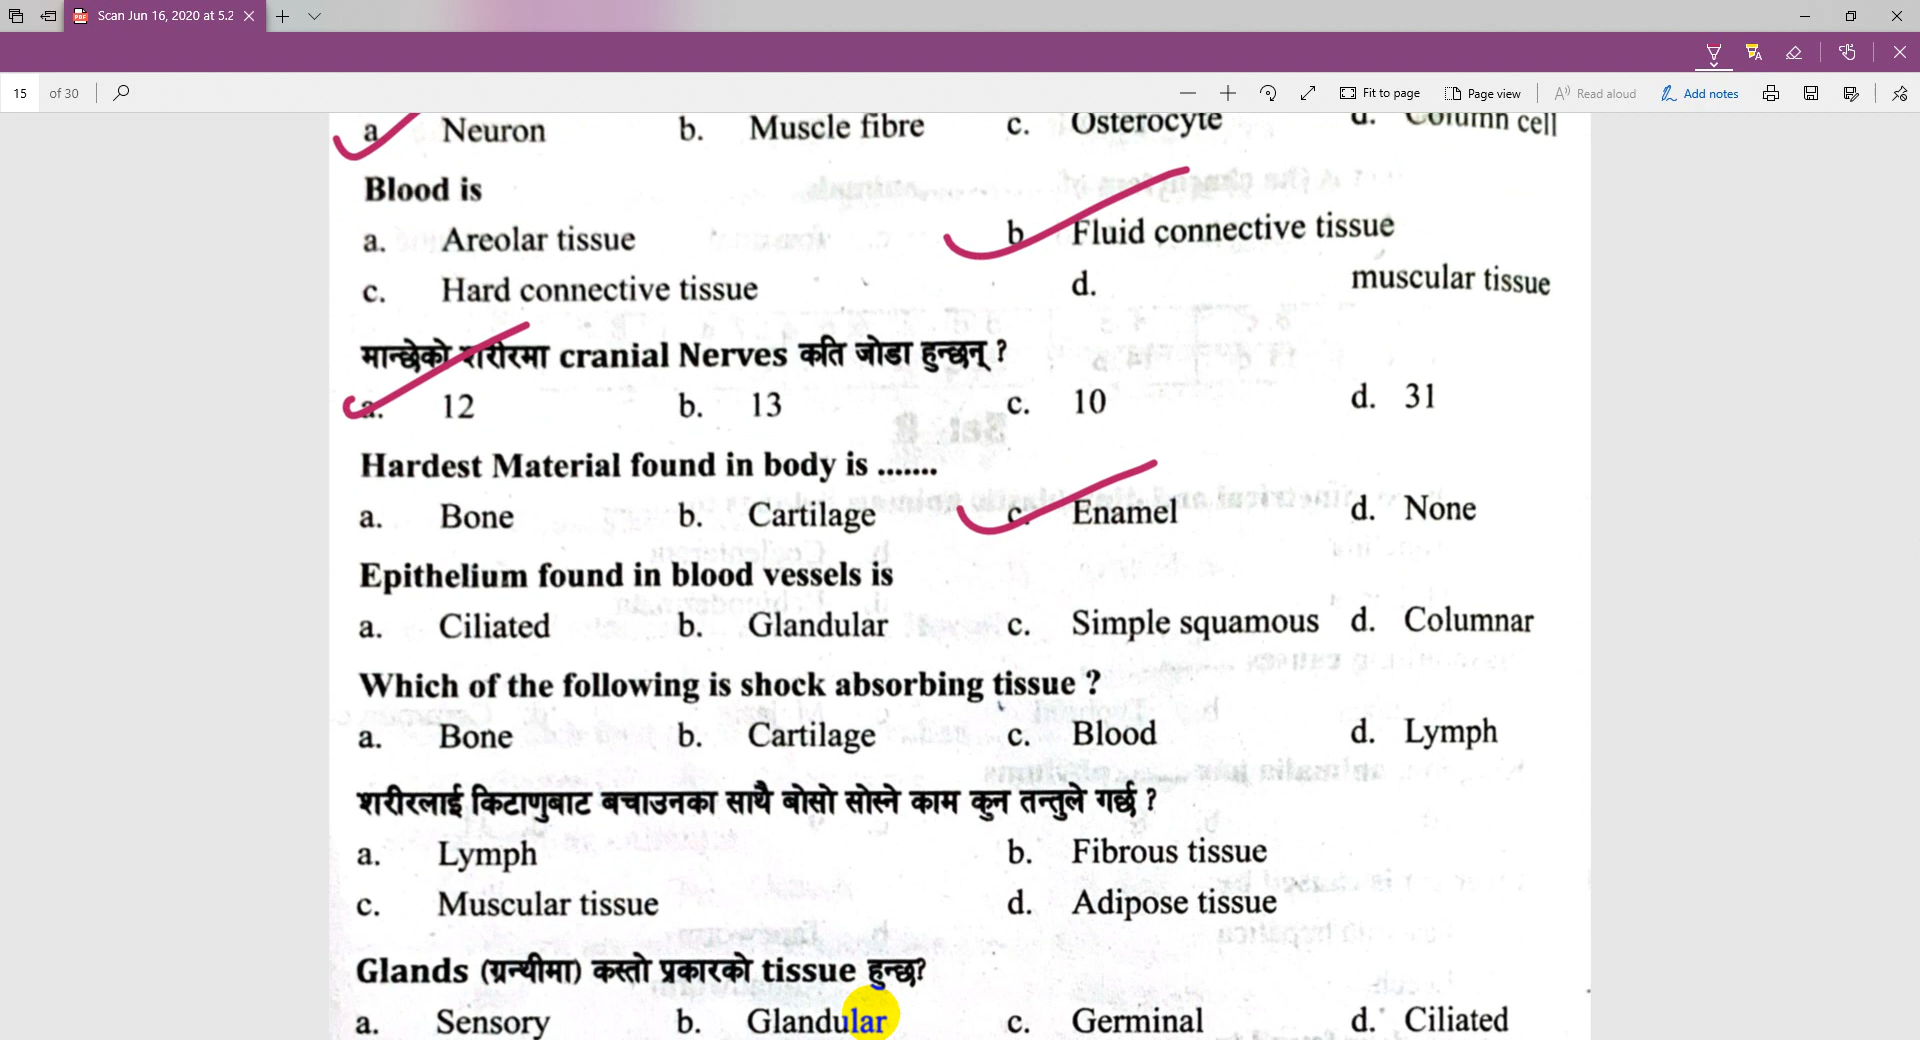 Scan Jun 16, 2020 at 5.2
15 of 30 Fit to page Page view Read aloud Add notes
a. Neuron b. Muscle fibre c. Osterocyte d. Column cell
Blood is
a. Areolar tissue b. Fluid connective tissue
c. Hard connective tissue d. muscular tissue
मान्छेको शरीरमा cranial Nerves कति जोडा हुन्छन् ?
a. 12 b. 13 c. 10 d. 31
Hardest Material found in body is .......
a. Bone b. Cartilage c. Enamel d. None
Epithelium found in blood vessels is
a. Ciliated b. Glandular c. Simple squamous d. Columnar
Which of the following is shock absorbing tissue ?
a. Bone b. Cartilage c. Blood d. Lymph
शरीरलाई किटाणुबाट बचाउनका साथै बोसो सोस्ने काम कुन तन्तुले गर्छ ?
a. Lymph b. Fibrous tissue
c. Muscular tissue d. Adipose tissue
Glands (ग्रन्थीमा) कस्तो प्रकारको tissue हुन्छ?
a. Sensory b. Glandular c. Germinal d. Ciliated